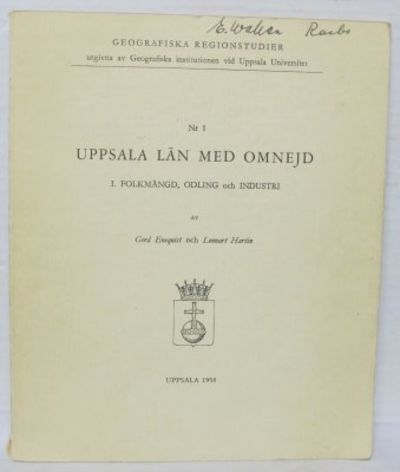 GEOGRAFISKA REGIONSTUDIER
utgivna av Geografiska institutionen vid Uppsala Universitet
Nr 1
UPPSALA LÄN MED OMNEJD
I. FOLKMÄNGD, ODLING och INDUSTRI
av
Gerd Enequist och Lennart Hartin
UPPSALA 1958